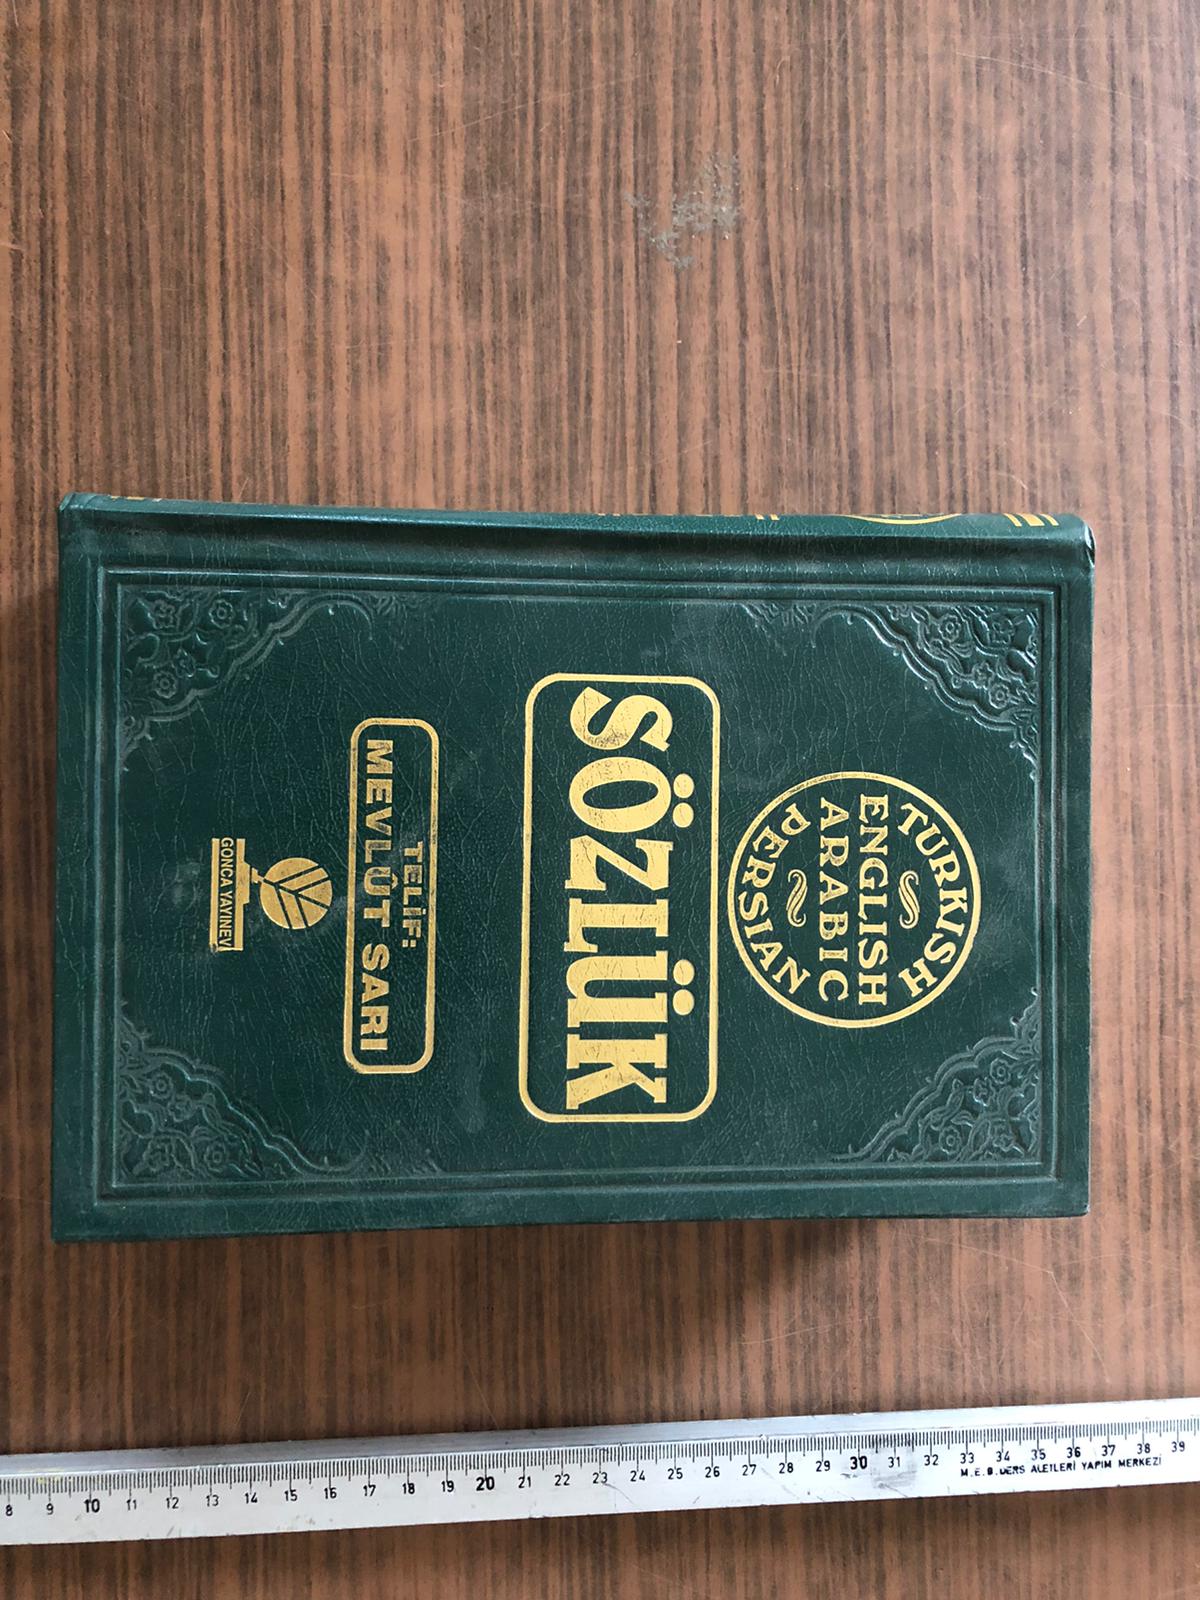 TURKISH
ENGLISH
ARABIC
PERSIAN
SÖZLÜK
TELİF:
MEVLÛT SARI
GONCA YAYINEVİ
8 9 10 11 12 13 14 15 16 17 18 19 20 21 22 23 24 25 26 27 28 29 30 31 32 33 34 35 36 37 38 39
M.E.B. DERS ALETLERİ YAPIM MERKEZİ